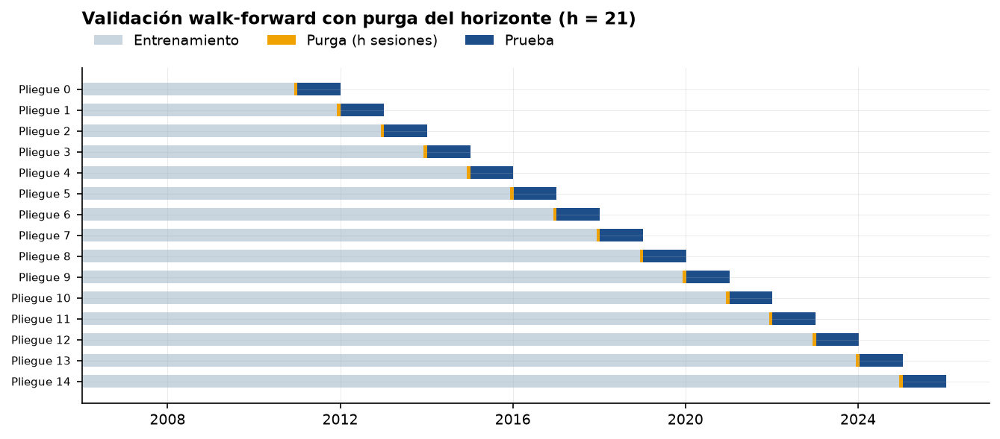 Validación walk-forward con purga del horizonte (h = 21)
Entrenamiento Purga (h sesiones) Prueba
Pliegue 0
Pliegue 1
Pliegue 2
Pliegue 3
Pliegue 4
Pliegue 5
Pliegue 6
Pliegue 7
Pliegue 8
Pliegue 9
Pliegue 10
Pliegue 11
Pliegue 12
Pliegue 13
Pliegue 14
2008 2012 2016 2020 2024